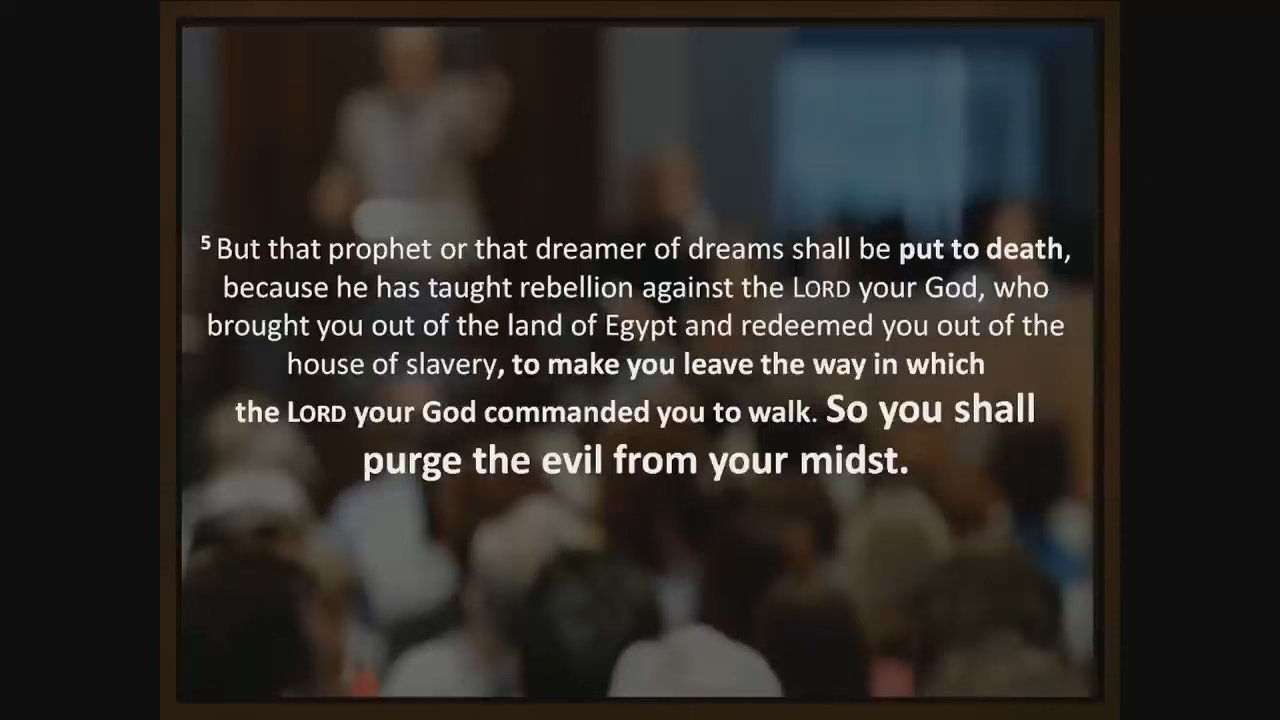 5 But that prophet or that dreamer of dreams shall be put to death,
because he has taught rebellion against the LORD your God, who
brought you out of the land of Egypt and redeemed you out of the
house of slavery, to make you leave the way in which
the LORD your God commanded you to walk. So you shall
purge the evil from your midst.